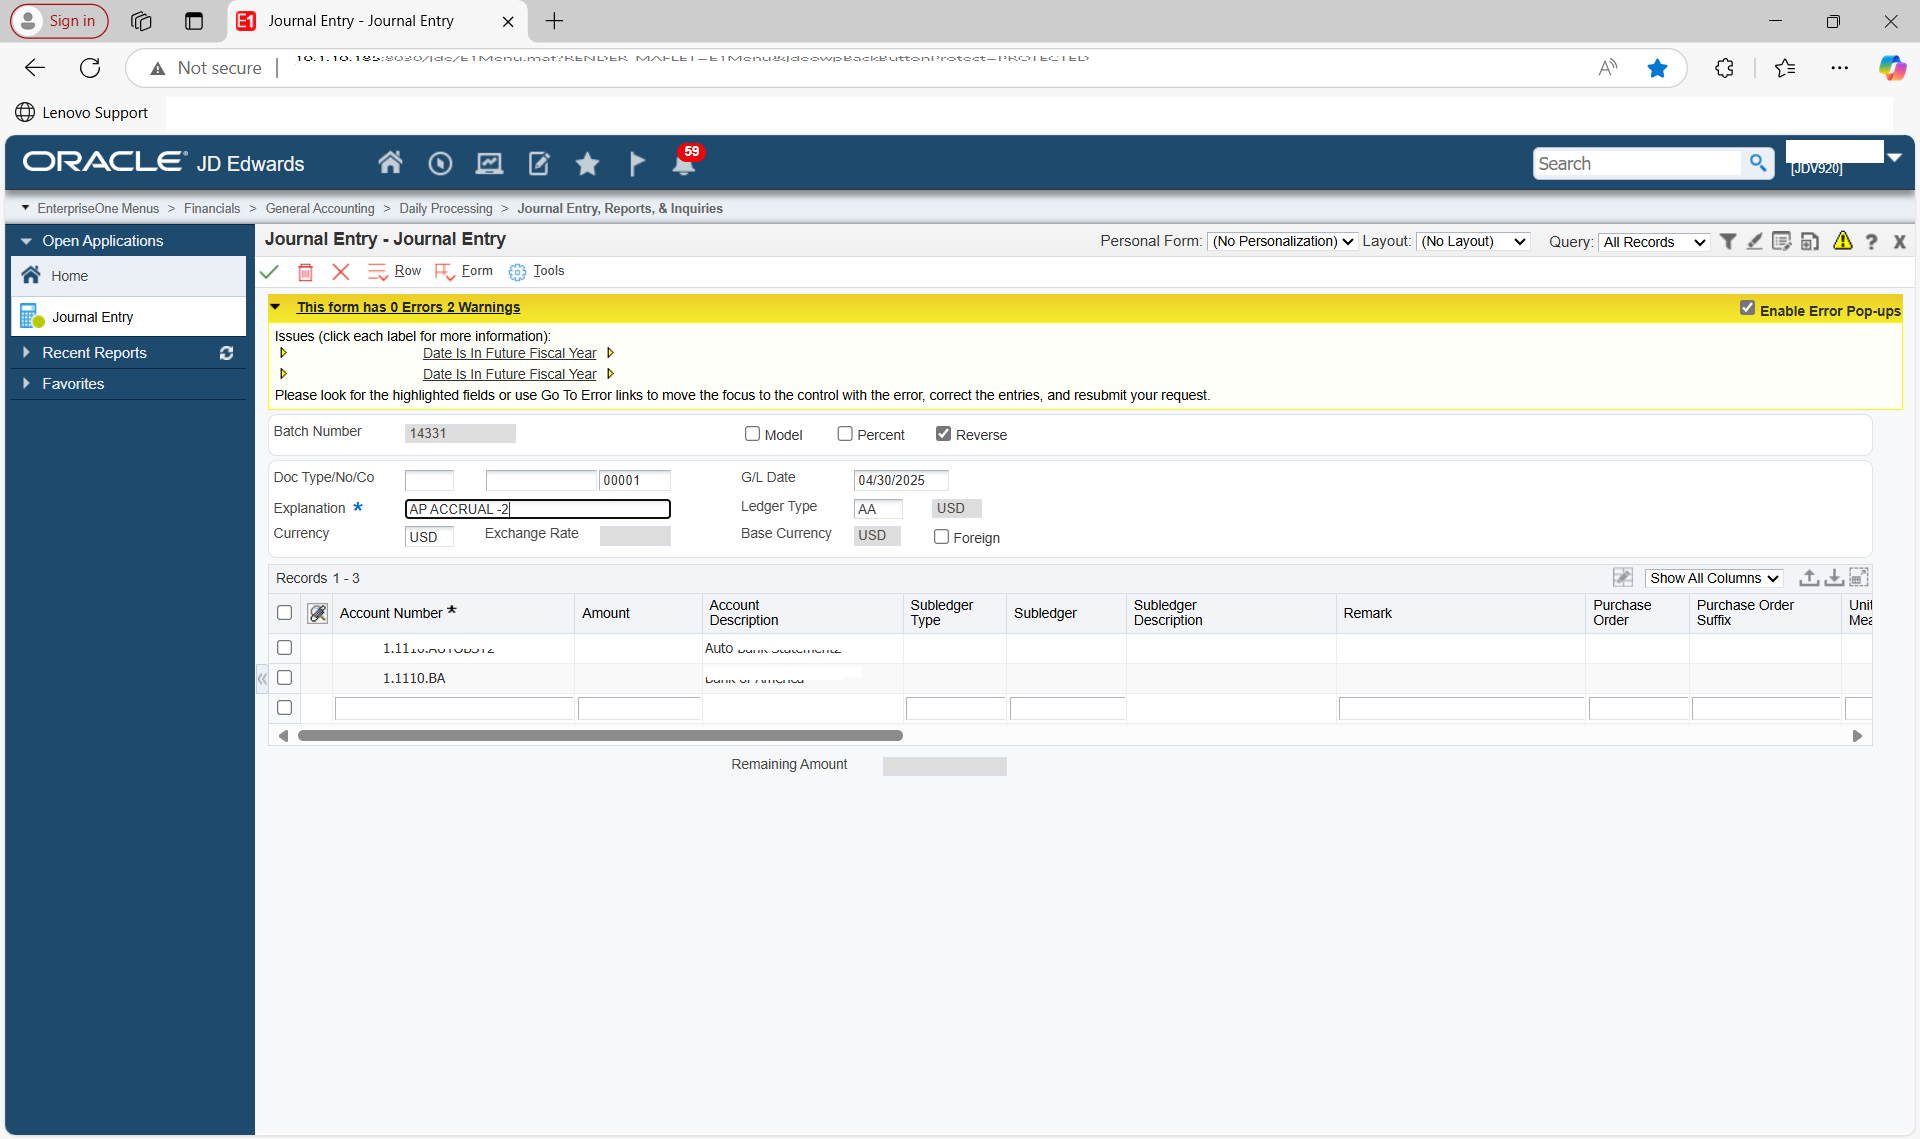 Sign in
E1 Journal Entry - Journal Entry
Not secure
Lenovo Support
ORACLE® JD Edwards
59
Search
[JDV920]
EnterpriseOne Menus > Financials > General Accounting > Daily Processing > Journal Entry, Reports, & Inquiries
Open Applications
Home
Journal Entry
Recent Reports
Favorites
Journal Entry - Journal Entry
Personal Form: (No Personalization) Layout: (No Layout) Query: All Records
Row Form Tools
This form has 0 Errors 2 Warnings
Enable Error Pop-ups
Issues (click each label for more information):
Date Is In Future Fiscal Year
Date Is In Future Fiscal Year
Please look for the highlighted fields or use Go To Error links to move the focus to the control with the error, correct the entries, and resubmit your request.
Batch Number 14331 Model Percent Reverse
Doc Type/No/Co 00001 G/L Date 04/30/2025
Explanation * AP ACCRUAL -2 Ledger Type AA USD
Currency USD Exchange Rate Base Currency USD Foreign
Records 1 - 3
Show All Columns
Account Number * Amount Account Description Subledger Type Subledger Subledger Description Remark Purchase Order Purchase Order Suffix
Auto
1.1110.BA
Remaining Amount